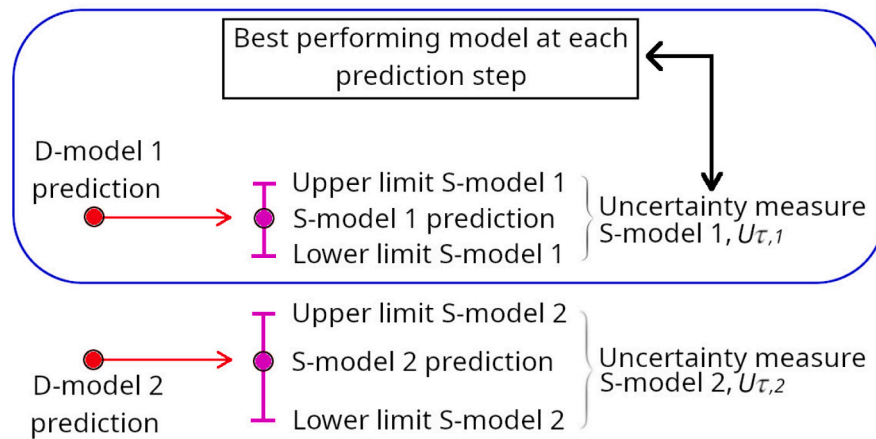 Best performing model at each
prediction step
D-model 1
prediction
Upper limit S-model 1
S-model 1 prediction
Lower limit S-model 1
Uncertainty measure
S-model 1, Uτ,1
Upper limit S-model 2
S-model 2 prediction
Lower limit S-model 2
D-model 2
prediction
Uncertainty measure
S-model 2, Uτ,2